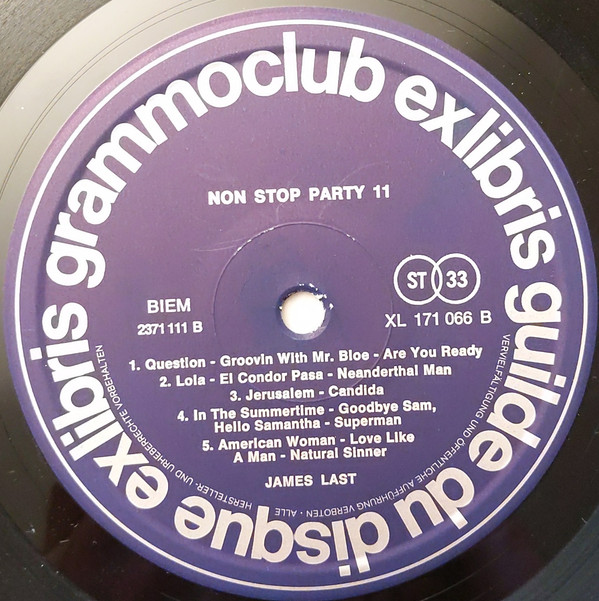 exlibris grammoclub exlibris guilde du disque
NON STOP PARTY 11
BIEM
2371 111 B
ST 33
XL 171 066 B
1. Question - Groovin With Mr. Bloe - Are You Ready
2. Lola - El Condor Pasa - Neanderthal Man
3. Jerusalem - Candida
4. In The Summertime - Goodbye Sam,
Hello Samantha - Superman
5. American Woman - Love Like
A Man - Natural Sinner
JAMES LAST
ALLE HERSTELLER- UND URHEBERRECHTE VORBEHALTEN
VERVIELFÄLTIGUNG UND ÖFFENTLICHE AUFFÜHRUNG VERBOTEN ·